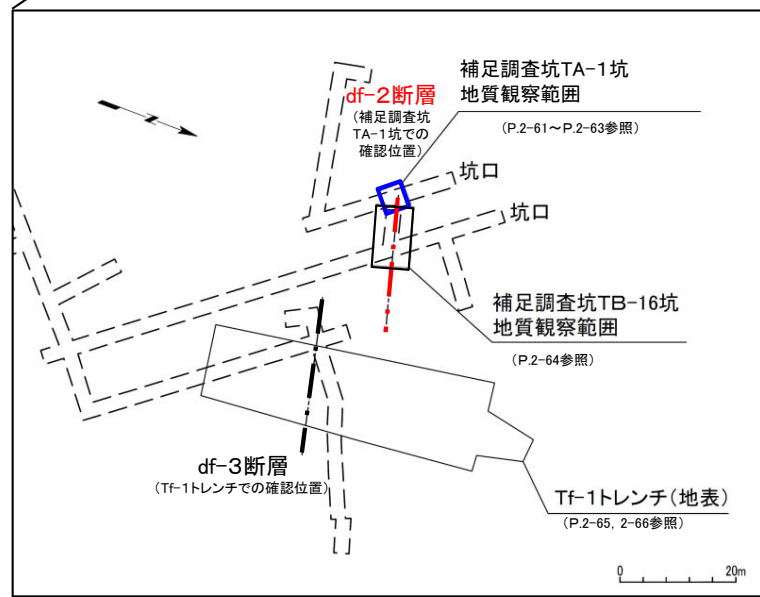 補足調査坑TA-1坑
地質観察範囲
(P.2-61～P.2-63参照)
df-2断層
(補足調査坑
TA-1坑での
確認位置)
N
坑口
坑口
補足調査坑TB-16坑
地質観察範囲
(P.2-64参照)
df-3断層
(Tf-1トレンチでの確認位置)
Tf-1トレンチ(地表)
(P.2-65, 2-66参照)
0 20m